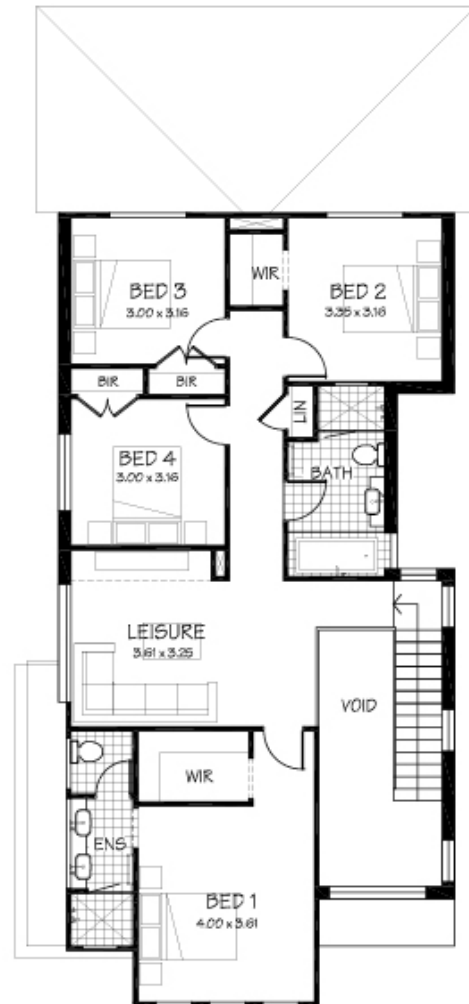 WIR
BED 3
3.00 x 3.16
BED 2
3.35 x 3.16
BIR
BIR
LIN
BED 4
3.00 x 3.16
BATH
LEISURE
3.61 x 3.25
VOID
WIR
ENS
BED 1
4.00 x 3.61